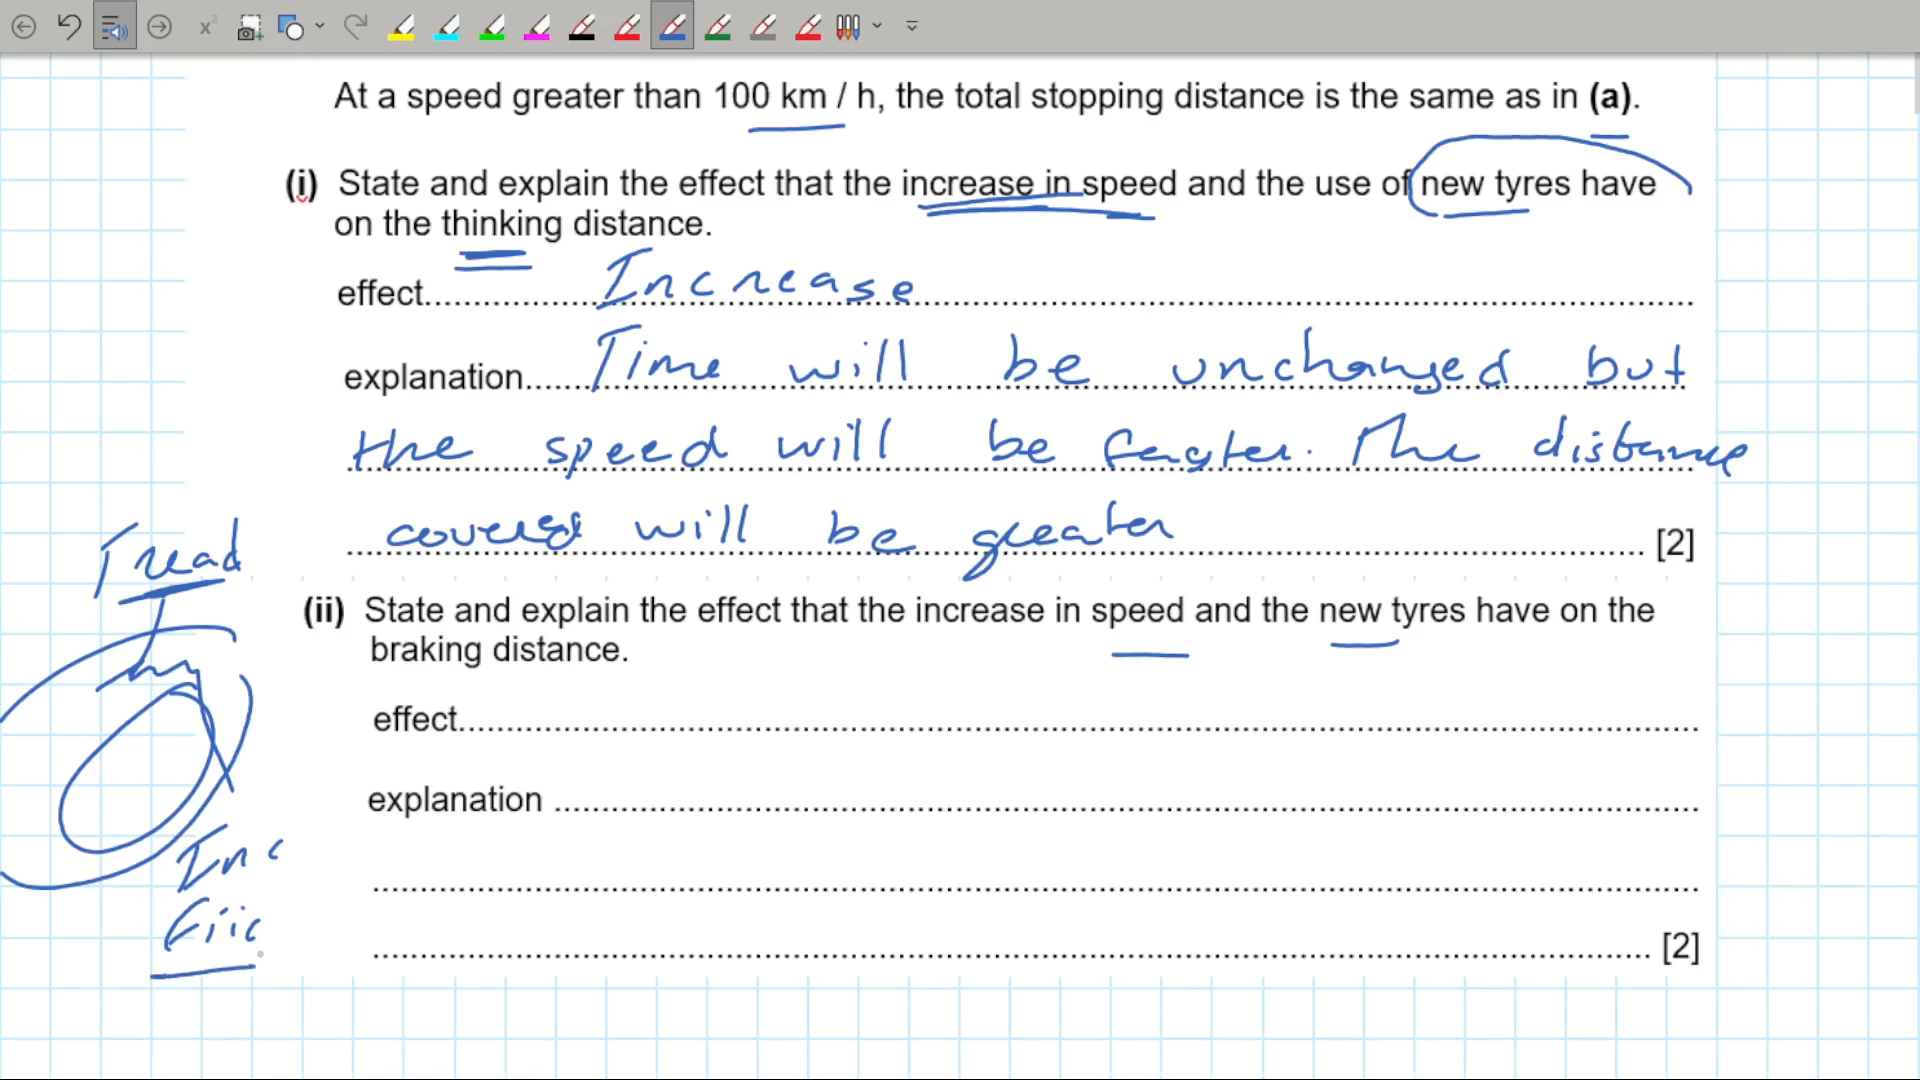 At a speed greater than 100 km / h, the total stopping distance is the same as in (a).
(i) State and explain the effect that the increase in speed and the use of new tyres have
on the thinking distance.
effect..... Increase
explanation..... Time will be unchanged but
the speed will be faster. The distance
covered will be greater [2]
Tread
(ii) State and explain the effect that the increase in speed and the new tyres have on the
braking distance.
effect.....
explanation .....
Inc
[2]